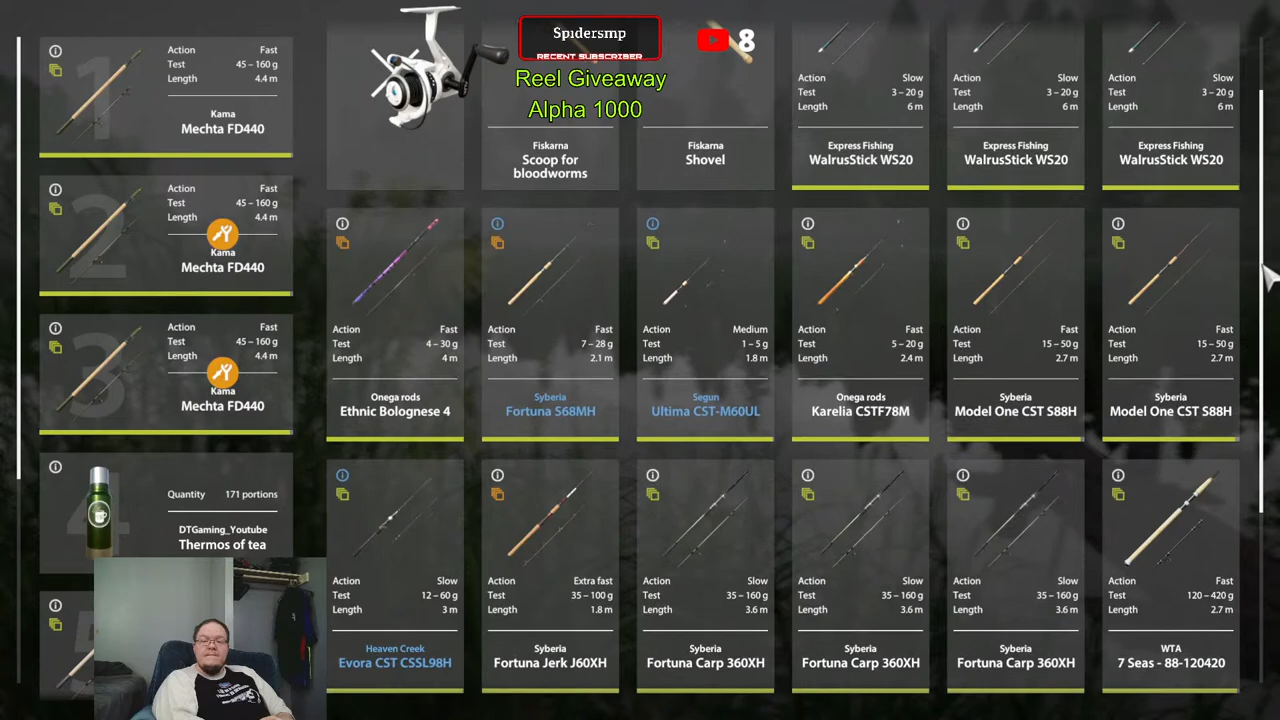 Spidersmp
RECENT SUBSCRIBER
Reel Giveaway
Alpha 1000
8
1
Action Fast
Test 45 – 160 g
Length 4.4 m
Kama
Mechta FD440
2
Action Fast
Test 45 – 160 g
Length 4.4 m
Kama
Mechta FD440
3
Action Fast
Test 45 – 160 g
Length 4.4 m
Kama
Mechta FD440
4
Quantity 171 portions
DTGaming_Youtube
Thermos of tea
5
Fiskarna
Scoop for
bloodworms
Fiskarna
Shovel
Action Slow
Test 3 – 20 g
Length 6 m
Express Fishing
WalrusStick WS20
Action Slow
Test 3 – 20 g
Length 6 m
Express Fishing
WalrusStick WS20
Action Slow
Test 3 – 20 g
Length 6 m
Express Fishing
WalrusStick WS20
Action Fast
Test 4 – 30 g
Length 4 m
Onega rods
Ethnic Bolognese 4
Action Fast
Test 7 – 28 g
Length 2.1 m
Syberia
Fortuna S68MH
Action Medium
Test 1 – 5 g
Length 1.8 m
Segun
Ultima CST-M60UL
Action Fast
Test 5 – 20 g
Length 2.4 m
Onega rods
Karelia CSTF78M
Action Fast
Test 15 – 50 g
Length 2.7 m
Syberia
Model One CST S88H
Action Fast
Test 15 – 50 g
Length 2.7 m
Syberia
Model One CST S88H
Action Slow
Test 12 – 60 g
Length 3 m
Heaven Creek
Evora CST CSSL98H
Action Extra fast
Test 35 – 100 g
Length 1.8 m
Syberia
Fortuna Jerk J60XH
Action Slow
Test 35 – 160 g
Length 3.6 m
Syberia
Fortuna Carp 360XH
Action Slow
Test 35 – 160 g
Length 3.6 m
Syberia
Fortuna Carp 360XH
Action Slow
Test 35 – 160 g
Length 3.6 m
Syberia
Fortuna Carp 360XH
Action Fast
Test 120 – 420 g
Length 2.7 m
WTA
7 Seas - 88-120420